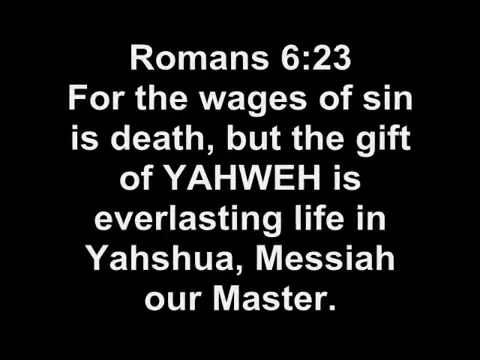 Romans 6:23
For the wages of sin
is death, but the gift
of YAHWEH is
everlasting life in
Yahshua, Messiah
our Master.